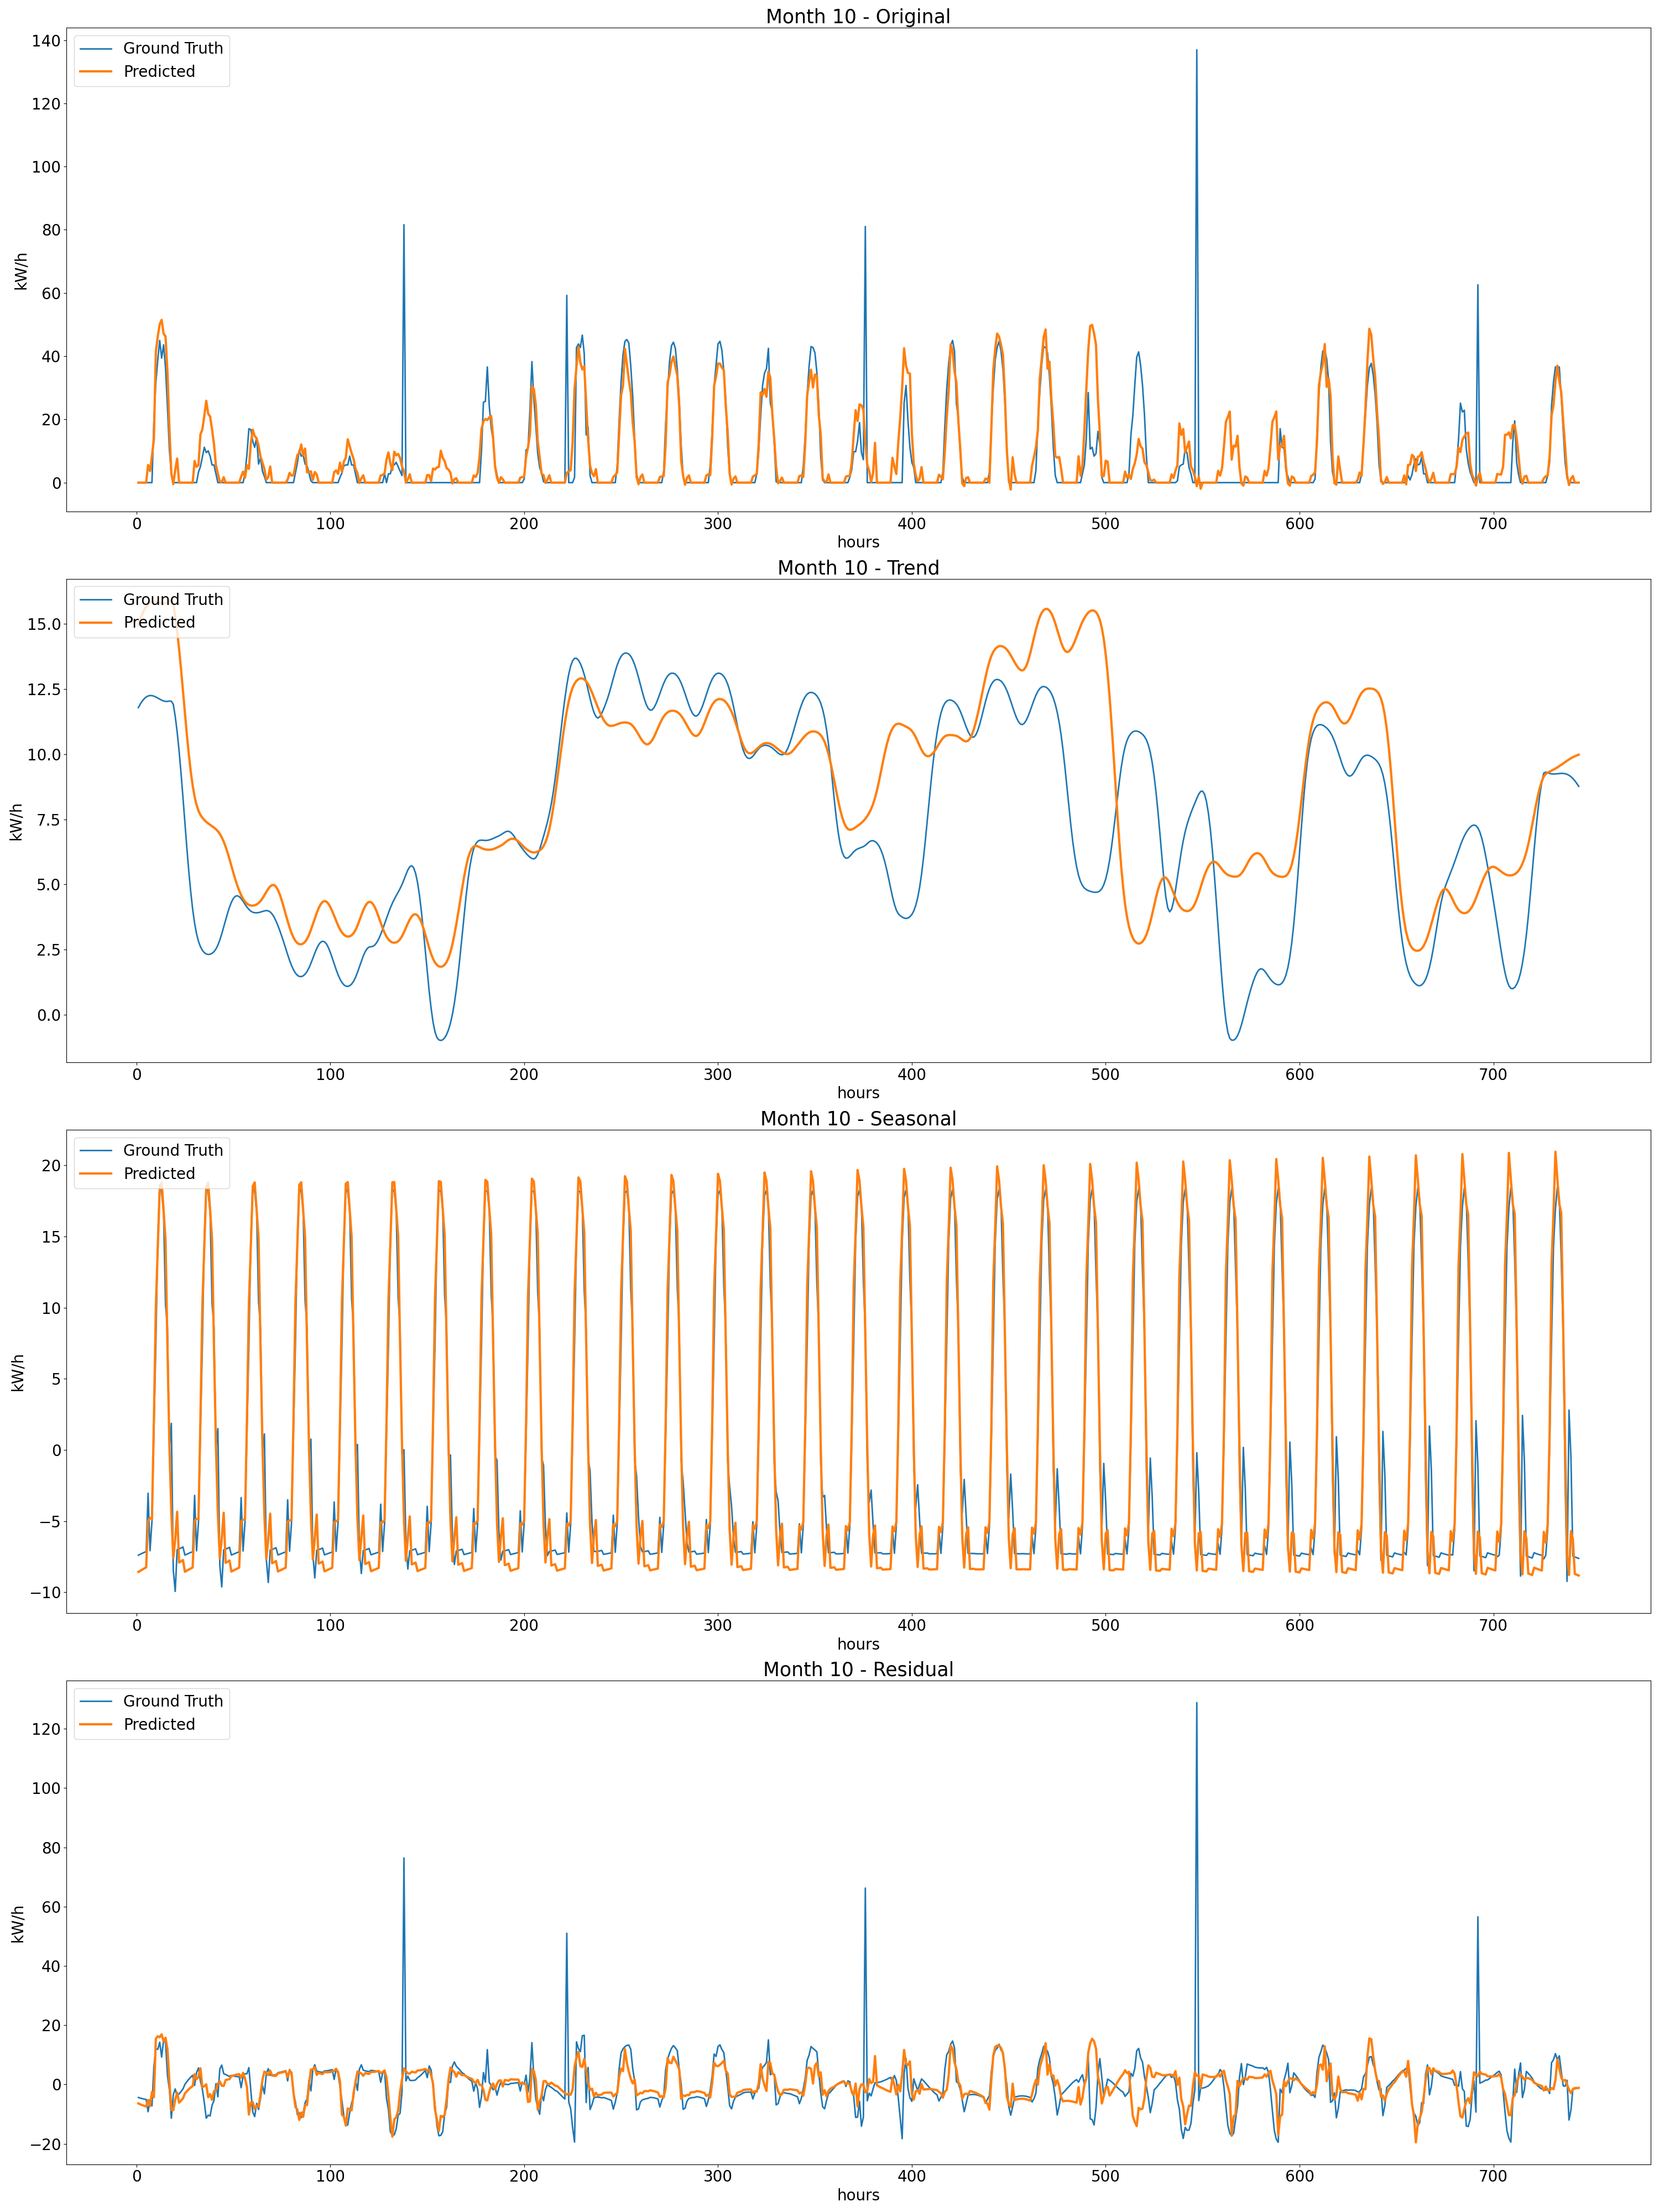 Month 10 - Original
Ground Truth
Predicted
140
120
100
80
60
40
20
0
kW/h
0 100 200 300 400 500 600 700
hours
Month 10 - Trend
Ground Truth
Predicted
15.0
12.5
10.0
7.5
5.0
2.5
0.0
kW/h
0 100 200 300 400 500 600 700
hours
Month 10 - Seasonal
Ground Truth
Predicted
20
15
10
5
0
−5
−10
kW/h
0 100 200 300 400 500 600 700
hours
Month 10 - Residual
Ground Truth
Predicted
120
100
80
60
40
20
0
−20
kW/h
0 100 200 300 400 500 600 700
hours